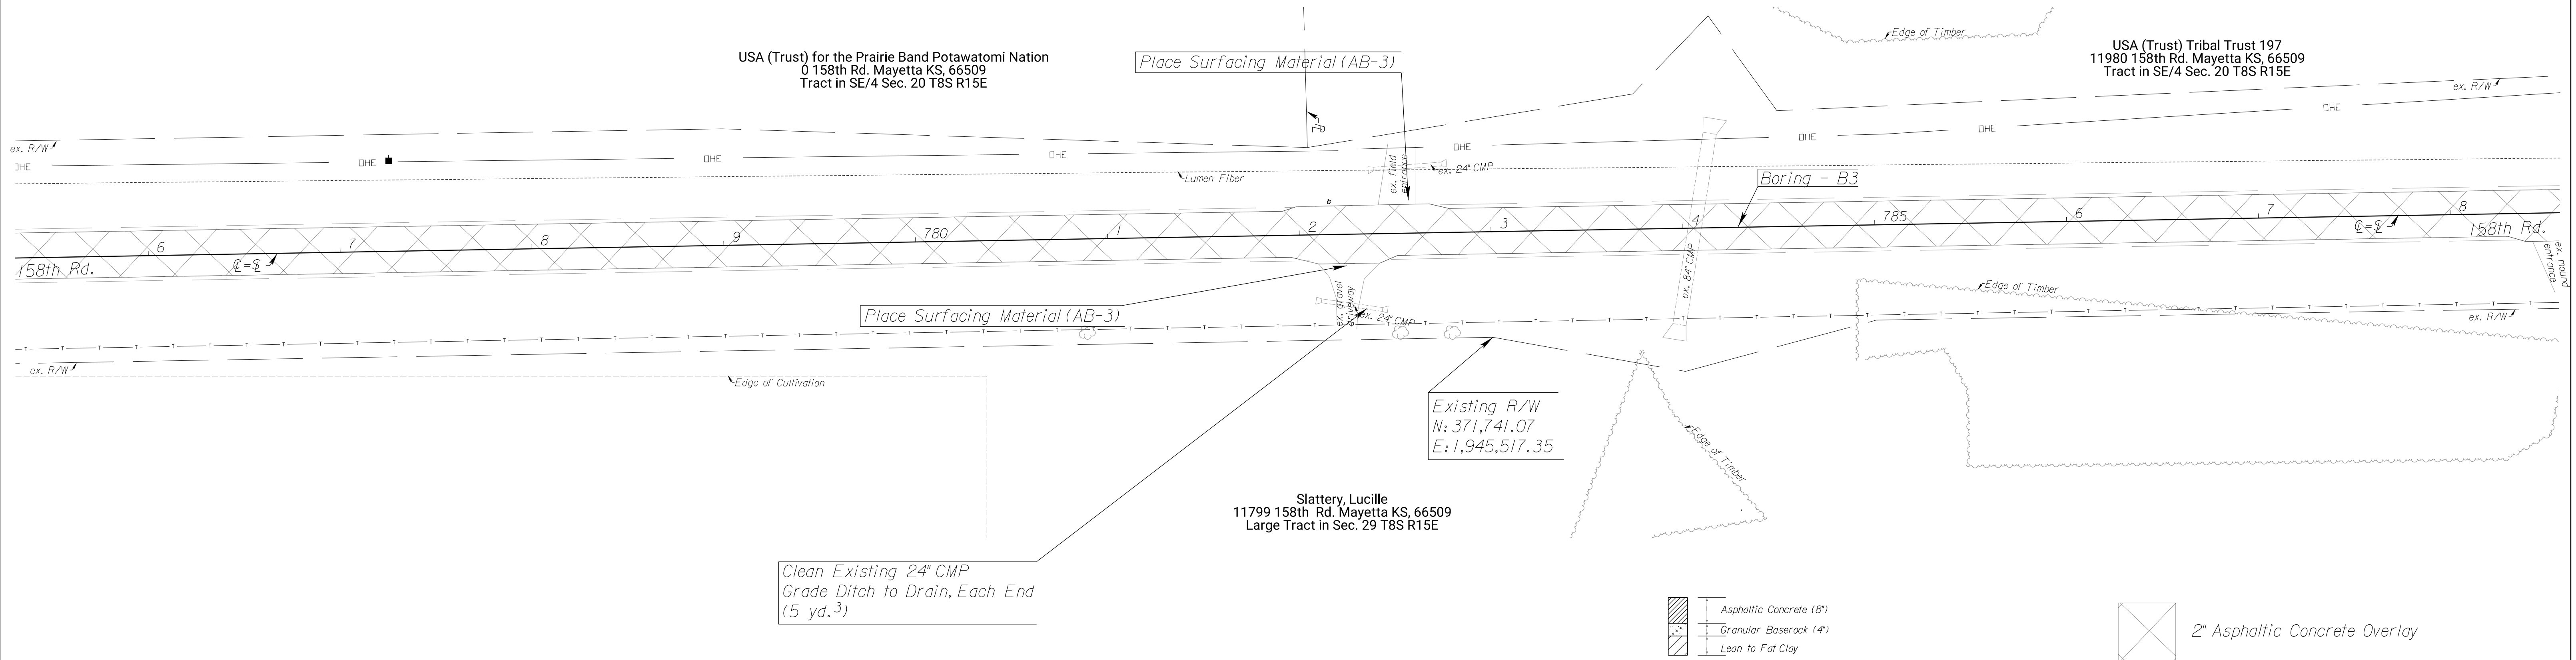 Edge of Timber
USA (Trust) for the Prairie Band Potawatomi Nation
0 158th Rd. Mayetta KS, 66509
Tract in SE/4 Sec. 20 T8S R15E
Place Surfacing Material (AB-3)
USA (Trust) Tribal Trust 197
11980 158th Rd. Mayetta KS, 66509
Tract in SE/4 Sec. 20 T8S R15E
ex. R/W
ex. R/W
OHE
OHE
OHE
OHE
OHE
OHE
OHE
OHE
PL
Lumen Fiber
ex. field
entrance
ex. 24" CMP
Boring - B3
6
7
8
9
780
1
2
3
4
785
6
7
8
158th Rd.
℄=
℄=
158th Rd.
ex. mound
entrance
ex. 84" CMP
ex. gravel
driveway
ex. 24" CMP
Place Surfacing Material (AB-3)
Edge of Timber
T T T T T T T T T T T T T T T T T T T T T T T T T T T T T T T T T T T T T T T T T T T T T T T T T T T T T T T T T T T
ex. R/W
ex. R/W
Edge of Cultivation
Existing R/W
N: 371,741.07
E: 1,945,517.35
Edge of Timber
Slattery, Lucille
11799 158th Rd. Mayetta KS, 66509
Large Tract in Sec. 29 T8S R15E
Clean Existing 24" CMP
Grade Ditch to Drain, Each End
(5 yd.³)
Asphaltic Concrete (8")
Granular Baserock (4")
Lean to Fat Clay
2" Asphaltic Concrete Overlay